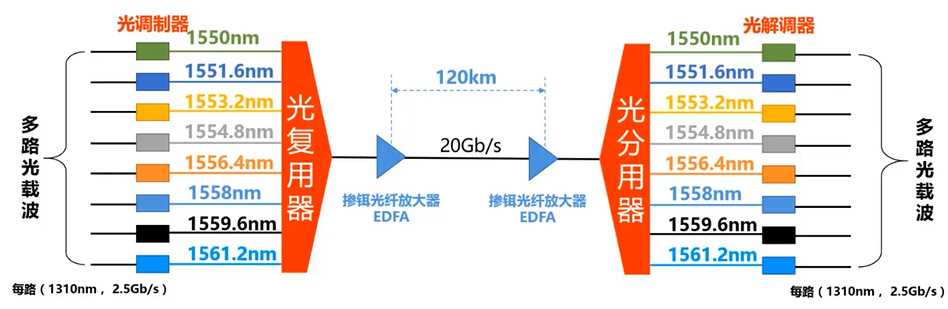 光调制器
1550nm
1551.6nm
1553.2nm
1554.8nm
1556.4nm
1558nm
1559.6nm
1561.2nm
多路光载波
每路（1310nm ，2.5Gb/s）
光复用器
120km
20Gb/s
掺铒光纤放大器
EDFA
掺铒光纤放大器
EDFA
光分用器
光解调器
1550nm
1551.6nm
1553.2nm
1554.8nm
1556.4nm
1558nm
1559.6nm
1561.2nm
多路光载波
每路（1310nm ，2.5Gb/s）